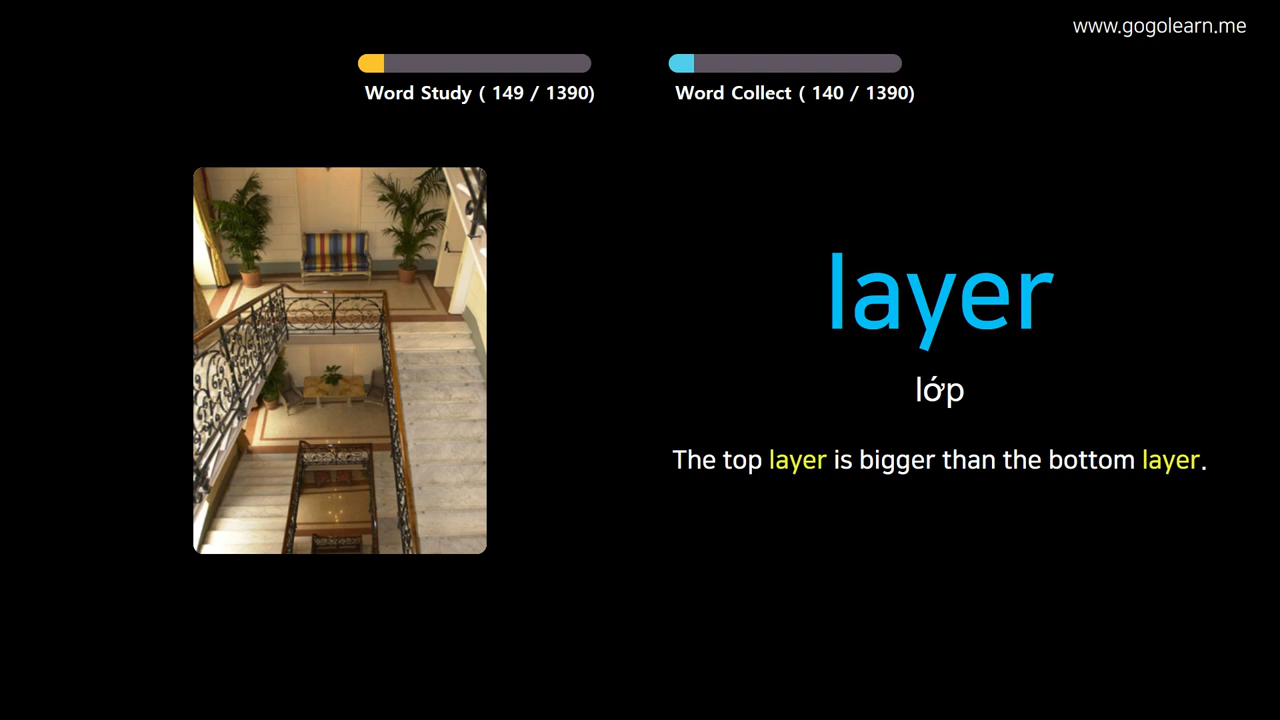 www.gogolearn.me
Word Study ( 149 / 1390)
Word Collect ( 140 / 1390)
layer
lớp
The top layer is bigger than the bottom layer.